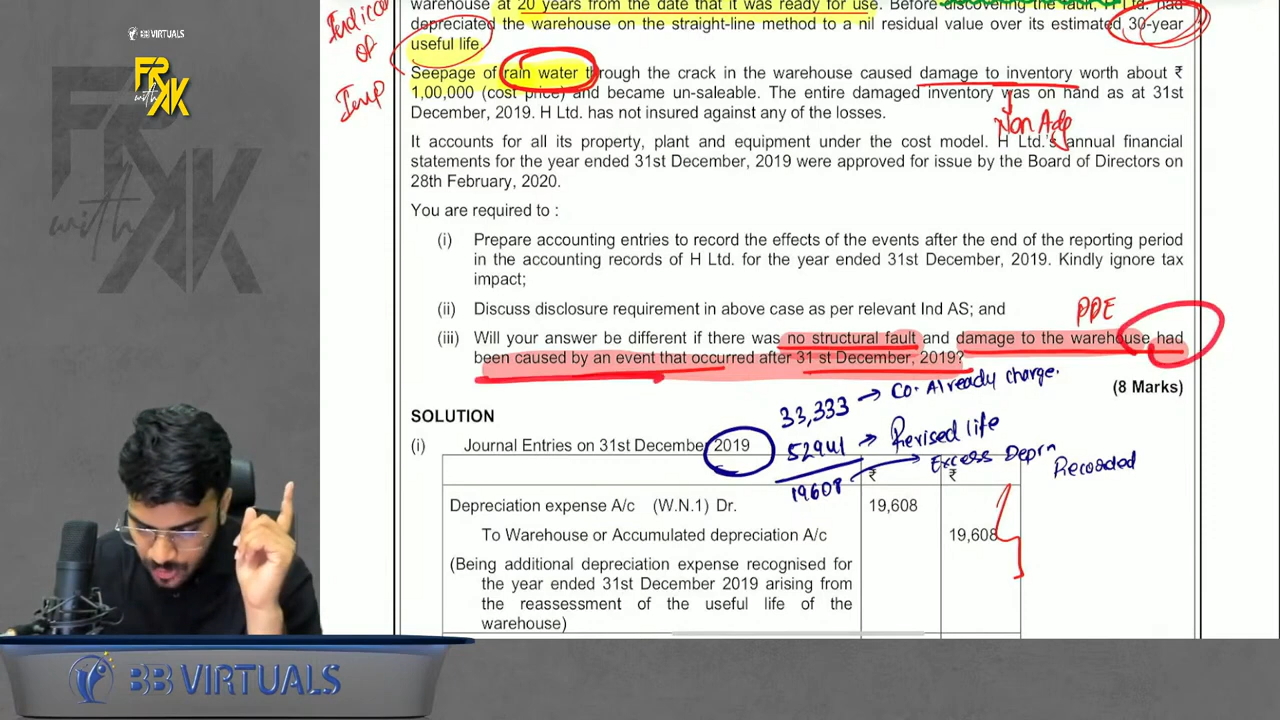 BB VIRTUALS
FR
with
AK
FR
with
AK
Indica
of
Imp
warehouse at 20 years from the date that it was ready for use. Before discovering the fault, H Ltd. had
depreciated the warehouse on the straight-line method to a nil residual value over its estimated 30-year
useful life.
Seepage of rain water through the crack in the warehouse caused damage to inventory worth about ₹
1,00,000 (cost price) and became un-saleable. The entire damaged inventory was on hand as at 31st
December, 2019. H Ltd. has not insured against any of the losses.
Non Adj
It accounts for all its property, plant and equipment under the cost model. H Ltd.'s annual financial
statements for the year ended 31st December, 2019 were approved for issue by the Board of Directors on
28th February, 2020.
You are required to :
(i) Prepare accounting entries to record the effects of the events after the end of the reporting period
in the accounting records of H Ltd. for the year ended 31st December, 2019. Kindly ignore tax
impact;
(ii) Discuss disclosure requirement in above case as per relevant Ind AS; and
PPE
(iii) Will your answer be different if there was no structural fault and damage to the warehouse had
been caused by an event that occurred after 31 st December, 2019?
(8 Marks)
33,333 → Co. Already charge.
SOLUTION
52941 → Revised life
(i) Journal Entries on 31st December 2019
19608 → Excess Deprn Recorded
₹ ₹
Depreciation expense A/c (W.N.1) Dr. 19,608
To Warehouse or Accumulated depreciation A/c 19,608
(Being additional depreciation expense recognised for
the year ended 31st December 2019 arising from
the reassessment of the useful life of the
warehouse)
BB VIRTUALS